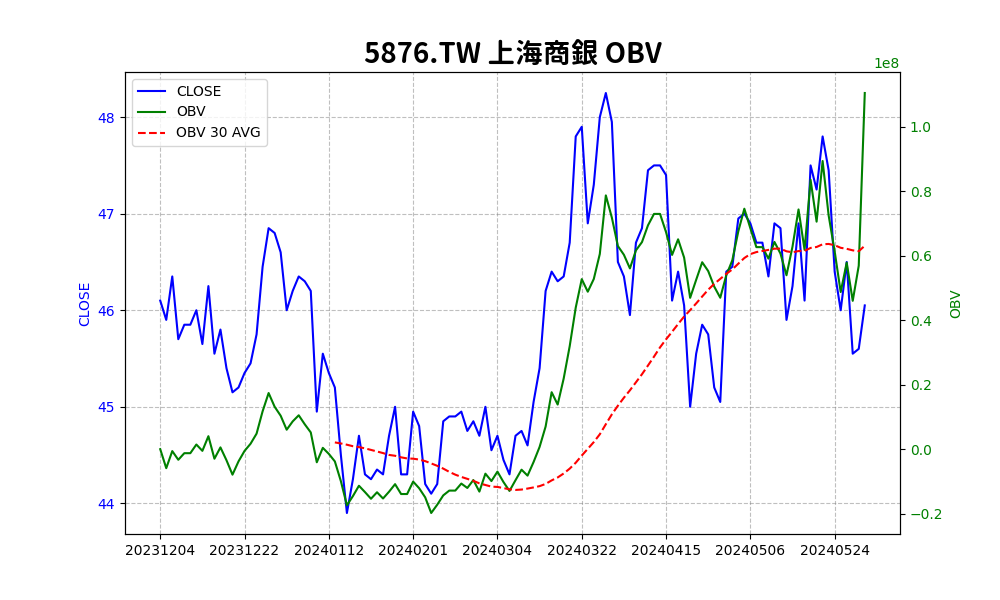 5876.TW 上海商銀 OBV
1e8
CLOSE
OBV
OBV 30 AVG
48
47
46
45
44
CLOSE
1.0
0.8
0.6
0.4
0.2
0.0
−0.2
OBV
20231204 20231222 20240112 20240201 20240304 20240322 20240415 20240506 20240524